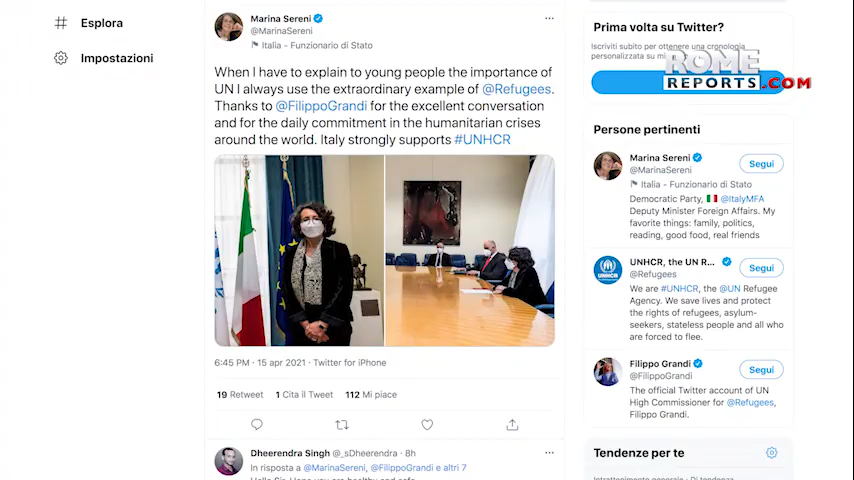 Esplora
Impostazioni
Marina Sereni
@MarinaSereni
Italia - Funzionario di Stato
When I have to explain to young people the importance of
UN I always use the extraordinary example of @Refugees.
Thanks to @FilippoGrandi for the excellent conversation
and for the daily commitment in the humanitarian crises
around the world. Italy strongly supports #UNHCR
6:45 PM · 15 apr 2021 · Twitter for iPhone
19 Retweet 1 Cita il Tweet 112 Mi piace
Dheerendra Singh @_sDheerendra · 8h
In risposta a @MarinaSereni, @FilippoGrandi e altri 7
Prima volta su Twitter?
Iscriviti subito per ottenere una cronologia
personalizzata su
ROME
REPORTS.COM
Persone pertinenti
Marina Sereni
@MarinaSereni
Segui
Italia - Funzionario di Stato
Democratic Party, @ItalyMFA
Deputy Minister Foreign Affairs. My
favorite things: family, politics,
reading, good food, real friends
UNHCR, the UN R...
@Refugees
Segui
UNHCR
We are #UNHCR, the @UN Refugee
Agency. We save lives and protect
the rights of refugees, asylum-
seekers, stateless people and all who
are forced to flee.
Filippo Grandi
@FilippoGrandi
Segui
The official Twitter account of UN
High Commissioner for @Refugees,
Filippo Grandi.
Tendenze per te